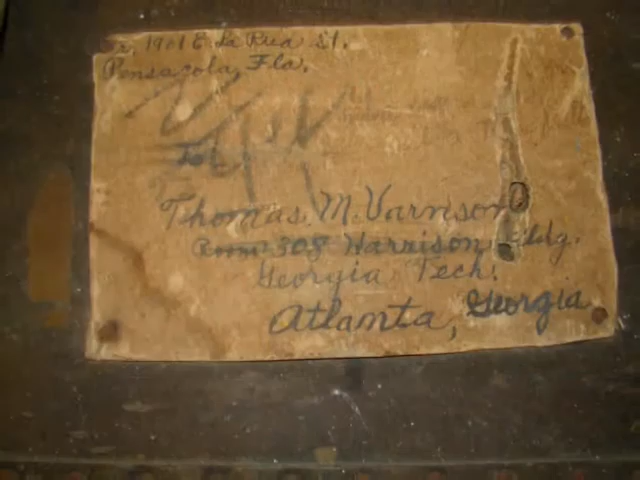 1901 E La Rua St.
Pensacola, Fla.
To:
Thomas M. Varnson
Room 308 Harrison Bldg.
Georgia Tech.
Atlanta, Georgia